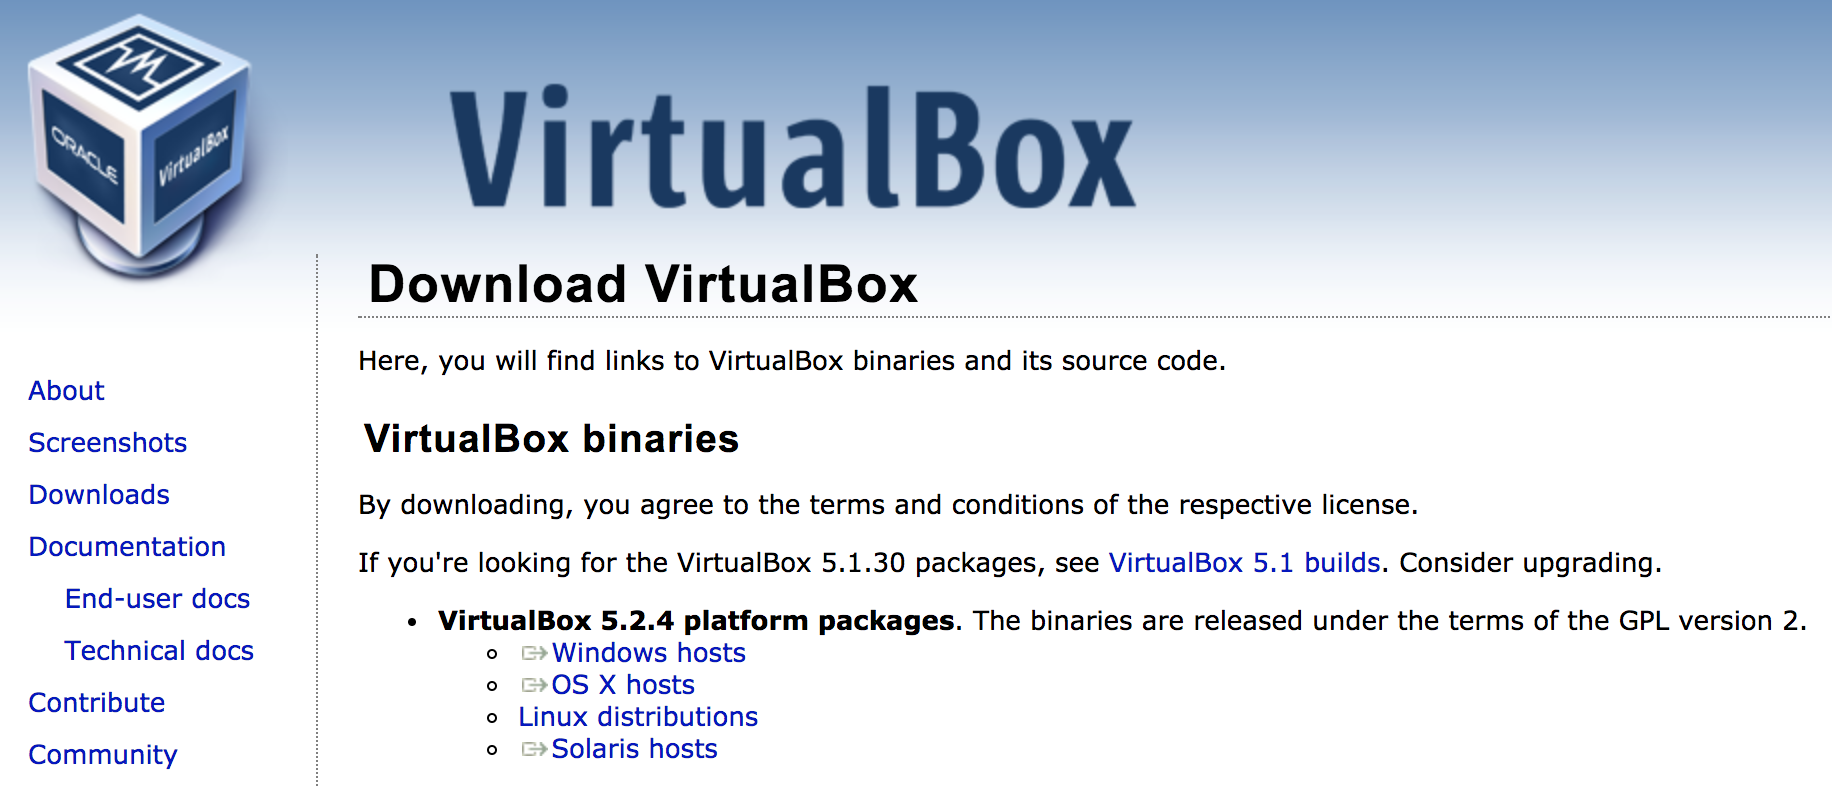 ORACLE
VirtualBox
VirtualBox
Download VirtualBox
Here, you will find links to VirtualBox binaries and its source code.
VirtualBox binaries
By downloading, you agree to the terms and conditions of the respective license.
If you're looking for the VirtualBox 5.1.30 packages, see VirtualBox 5.1 builds. Consider upgrading.
• VirtualBox 5.2.4 platform packages. The binaries are released under the terms of the GPL version 2.
Windows hosts
OS X hosts
Linux distributions
Solaris hosts
About
Screenshots
Downloads
Documentation
End-user docs
Technical docs
Contribute
Community